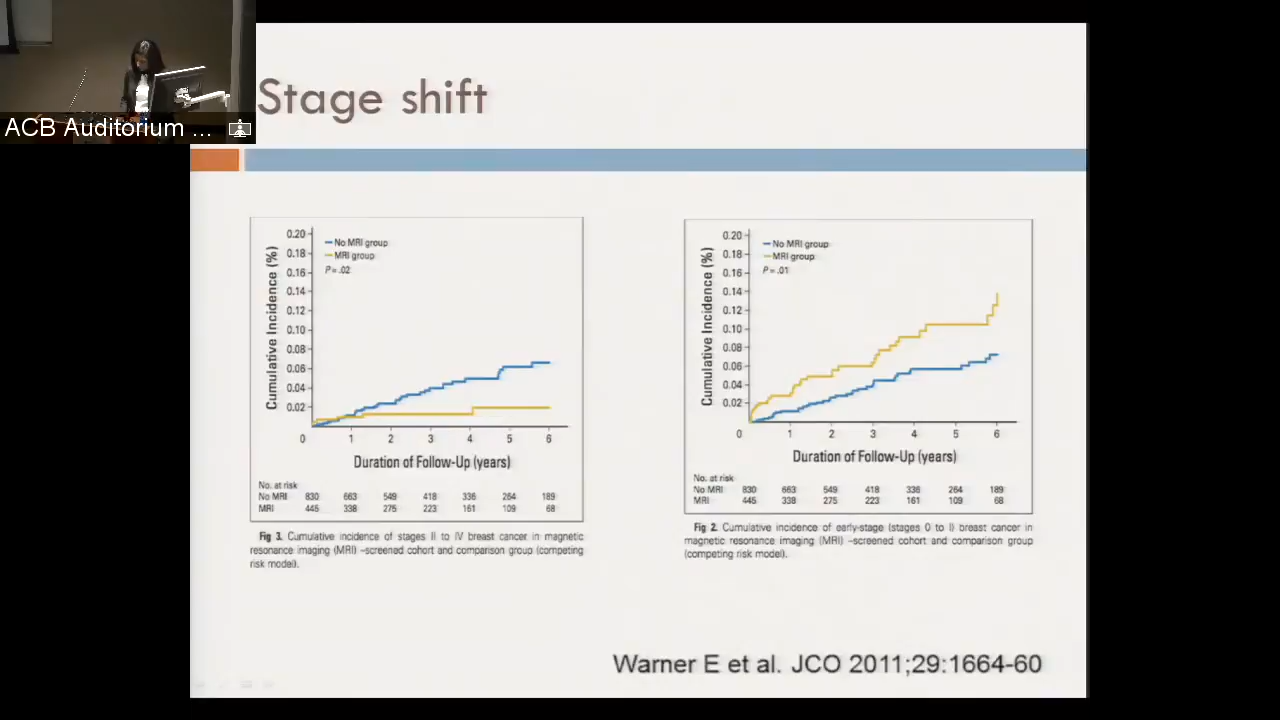 ACB Auditorium ...
Stage shift
0.20
0.18
0.16
0.14
0.12
0.10
0.08
0.06
0.04
0.02
0
1 2 3 4 5 6
Cumulative Incidence (%)
No MRI group
MRI group
P = .02
Duration of Follow-Up (years)
No. at risk
No MRI 830 663 549 418 336 264 189
MRI 445 338 275 223 161 109 68
Fig 3. Cumulative incidence of stages II to IV breast cancer in magnetic
resonance imaging (MRI) –screened cohort and comparison group (competing
risk model).
0.20
0.18
0.16
0.14
0.12
0.10
0.08
0.06
0.04
0.02
0
1 2 3 4 5 6
Cumulative Incidence (%)
No MRI group
MRI group
P = .01
Duration of Follow-Up (years)
No. at risk
No MRI 830 663 549 418 336 264 189
MRI 445 338 275 223 161 109 68
Fig 2. Cumulative incidence of early-stage (stages 0 to I) breast cancer in
magnetic resonance imaging (MRI) –screened cohort and comparison group
(competing risk model).
Warner E et al. JCO 2011;29:1664-60